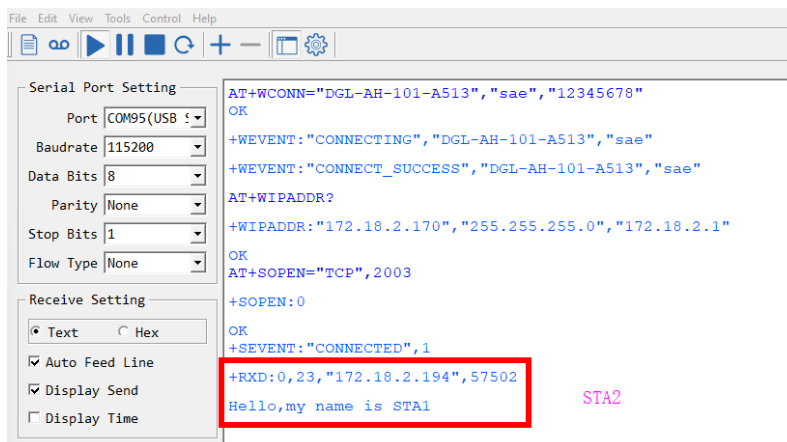 File Edit View Tools Control Help
Serial Port Setting
Port COM95(USB S
Baudrate 115200
Data Bits 8
Parity None
Stop Bits 1
Flow Type None
Receive Setting
Text Hex
Auto Feed Line
Display Send
Display Time
AT+WCONN="DGL-AH-101-A513","sae","12345678"
OK
+WEVENT:"CONNECTING","DGL-AH-101-A513","sae"
+WEVENT:"CONNECT_SUCCESS","DGL-AH-101-A513","sae"
AT+WIPADDR?
+WIPADDR:"172.18.2.170","255.255.255.0","172.18.2.1"
OK
AT+SOPEN="TCP",2003
+SOPEN:0
OK
+SEVENT:"CONNECTED",1
+RXD:0,23,"172.18.2.194",57502
Hello,my name is STA1
STA2